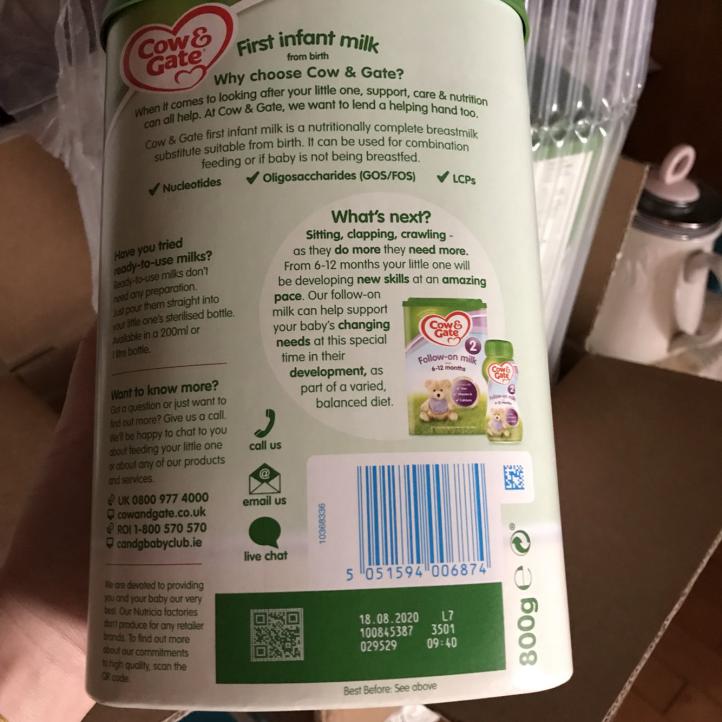 Cow &
Gate
First infant milk
from birth
Why choose Cow & Gate?
When it comes to looking after your little one, support, care & nutrition
can all help. At Cow & Gate, we want to lend a helping hand too.
Cow & Gate first infant milk is a nutritionally complete breastmilk
substitute suitable from birth. It can be used for combination
feeding or if baby is not being breastfed.
✓ Nucleotides ✓ Oligosaccharides (GOS/FOS) ✓ LCPs
Have you tried
ready-to-use milks?
Ready-to-use milks don't
need any preparation.
Just pour them straight into
your little one's sterilised bottle.
Available in a 200ml or
1 litre bottle.
Want to know more?
Got a question or just want to
find out more? Give us a call.
We'll be happy to chat to you
about feeding your little one
or about any of our products
and services.
UK 0800 977 4000
cowandgate.co.uk
ROI 1-800 570 570
candgbabyclub.ie
We are devoted to providing
you and your baby our very
best. Our Nutricia factories
don't produce for any retailer
brands. To find out more
about our commitments
to high quality, scan the
QR code.
What's next?
Sitting, clapping, crawling -
as they do more they need more.
From 6-12 months your little one will
be developing new skills at an amazing
pace. Our follow-on
milk can help support
your baby's changing
needs at this special
time in their
development, as
part of a varied,
balanced diet.
Cow &
Gate
2
Follow-on milk
6-12 months
Cow &
Gate
2
call us
email us
live chat
10368336
5 051594 006874
18.08.2020 L7
100845387 3501
029529 09:40
Best Before: See above
800g e